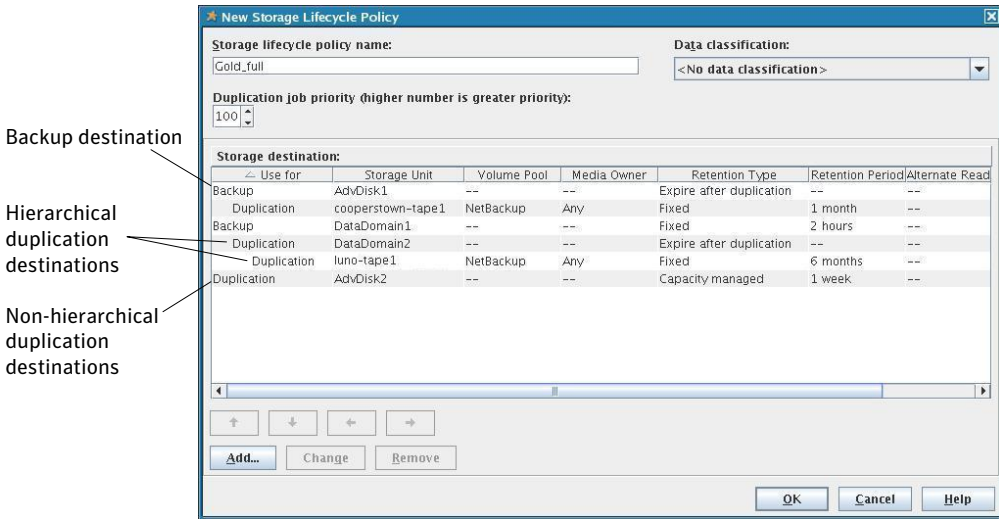 New Storage Lifecycle Policy
Storage lifecycle policy name:
Data classification:
Gold_full
<No data classification>
Duplication job priority (higher number is greater priority):
100
Backup destination
Hierarchical
duplication
destinations
Non-hierarchical
duplication
destinations
Storage destination:
Use for Storage Unit Volume Pool Media Owner Retention Type Retention Period Alternate Read
Backup AdvDisk1 -- -- Expire after duplication -- --
Duplication cooperstown-tape1 NetBackup Any Fixed 1 month --
Backup DataDomain1 -- -- Fixed 2 hours --
Duplication DataDomain2 -- -- Expire after duplication -- --
Duplication luno-tape1 NetBackup Any Fixed 6 months --
Duplication AdvDisk2 -- -- Capacity managed 1 week --
Add... Change Remove
OK Cancel Help